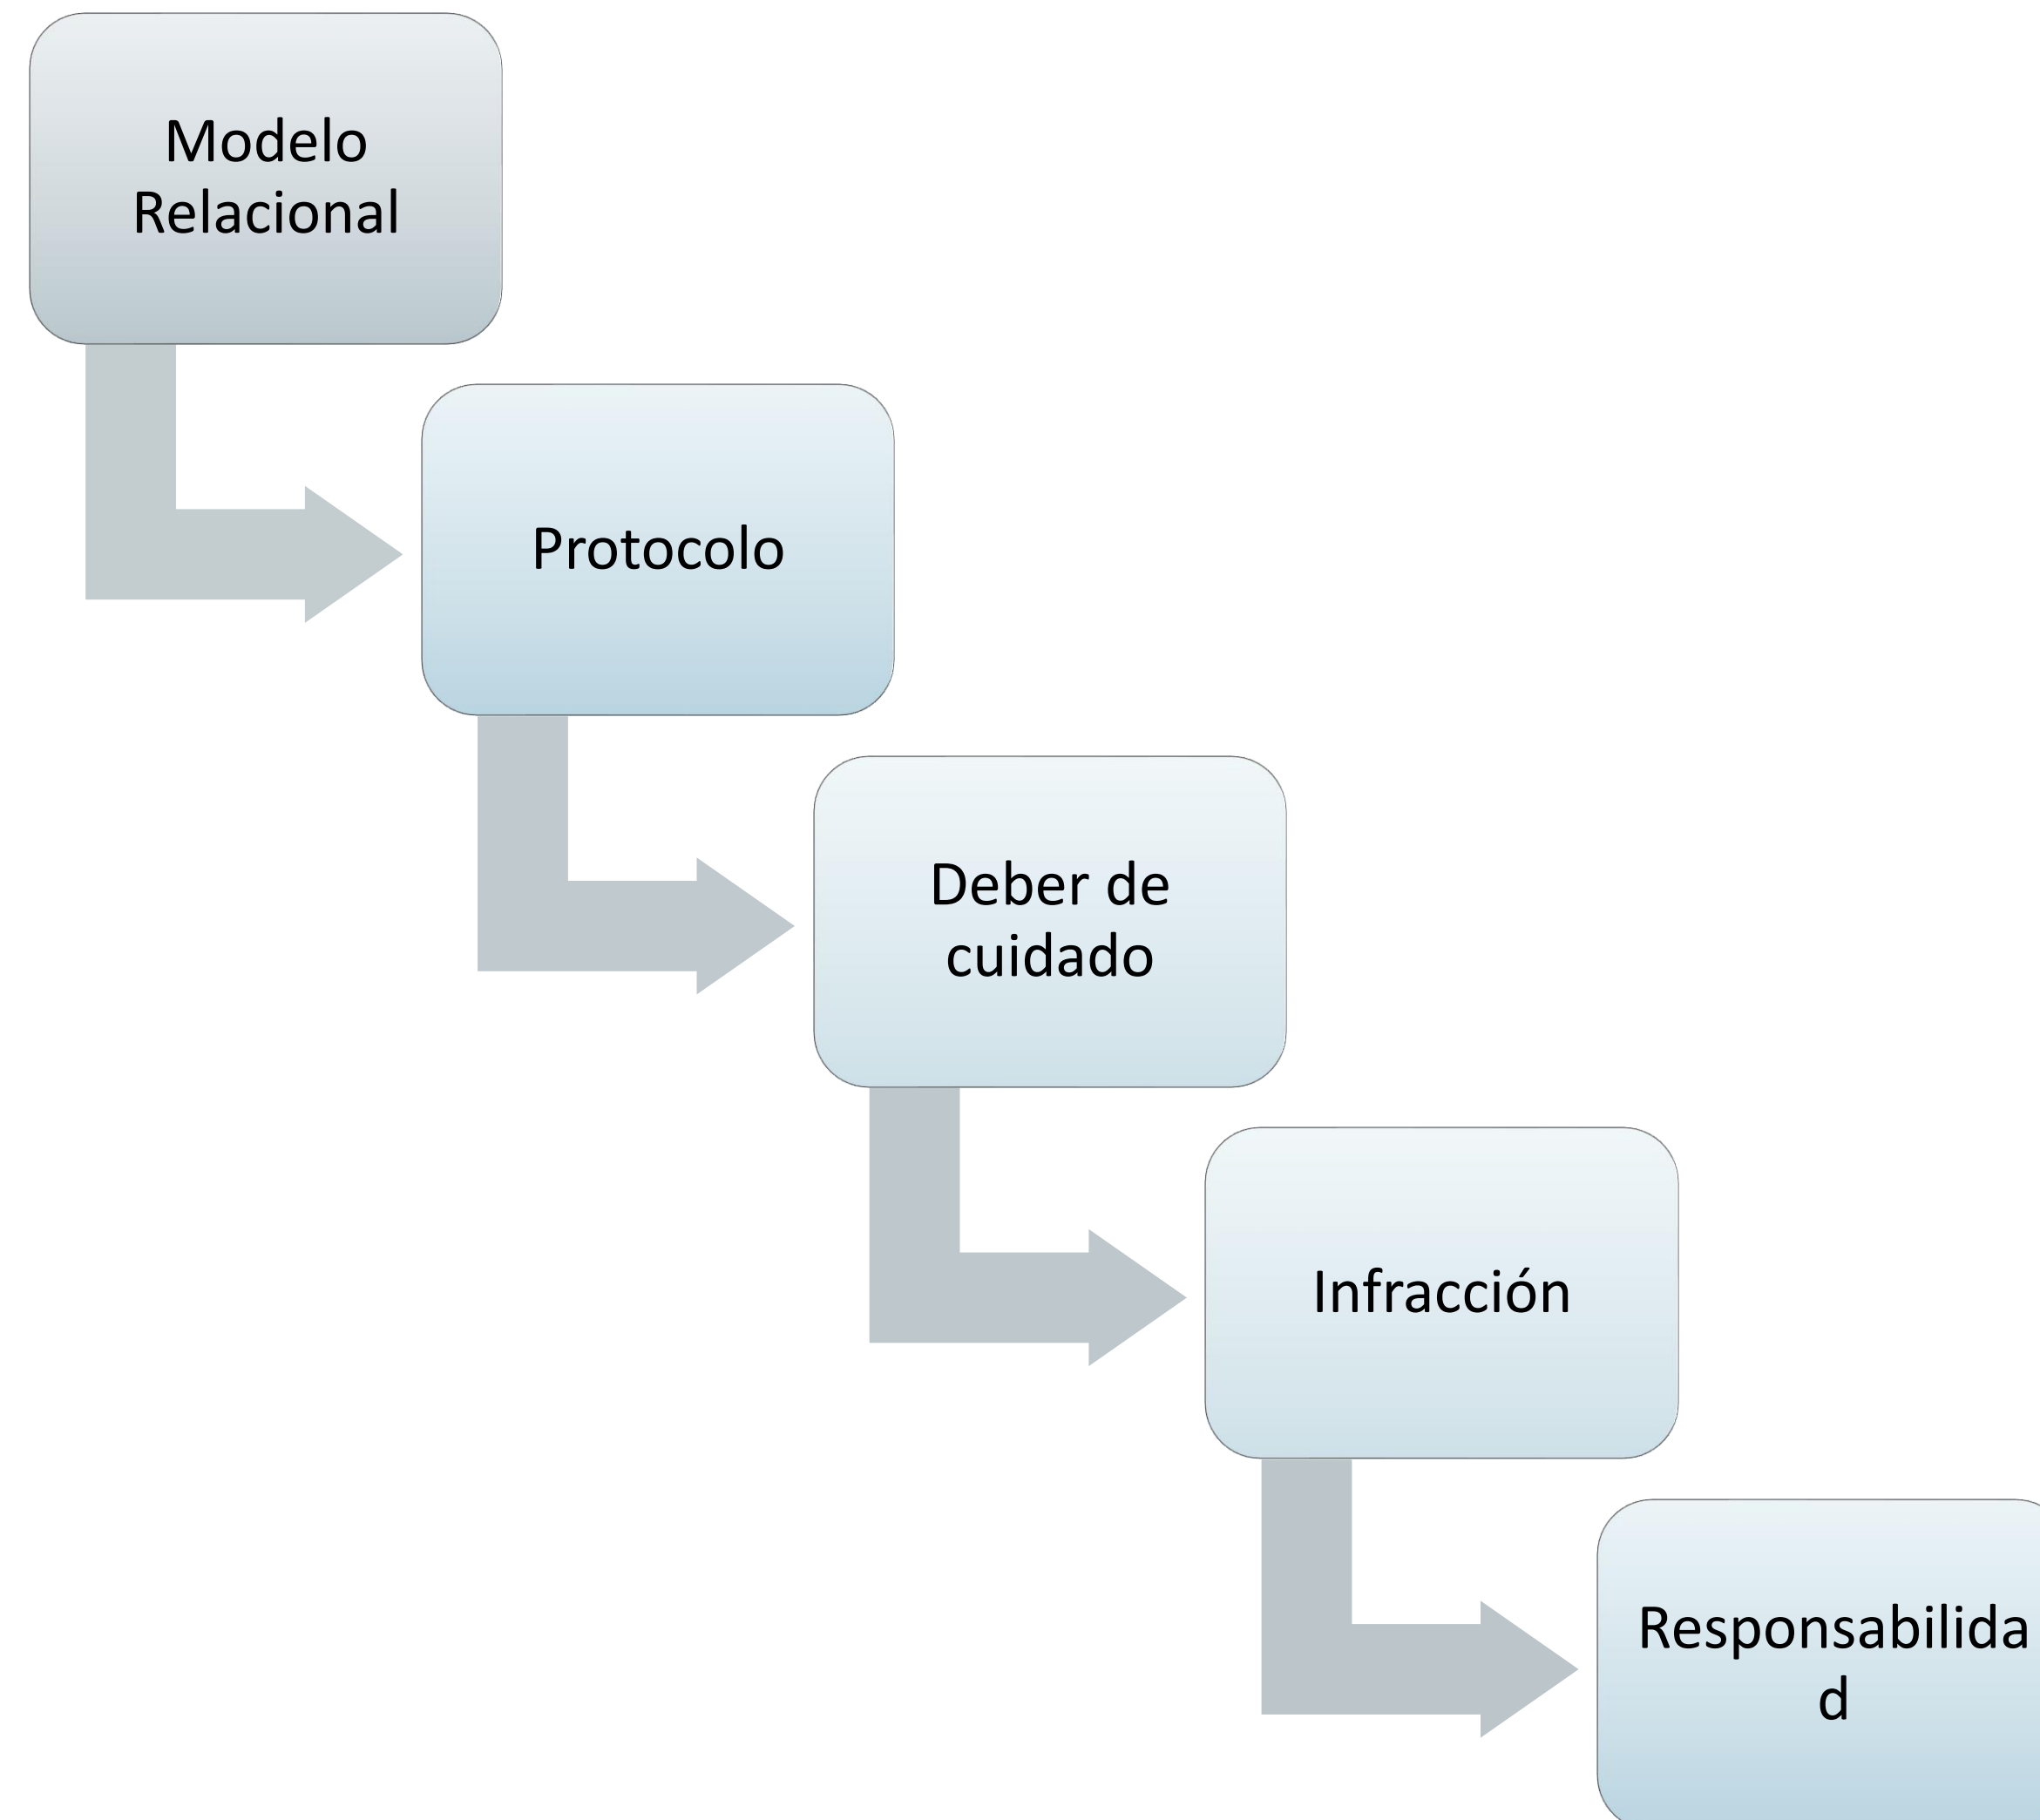 Modelo
Relacional
Protocolo
Deber de
cuidado
Infracción
Responsabilida
d